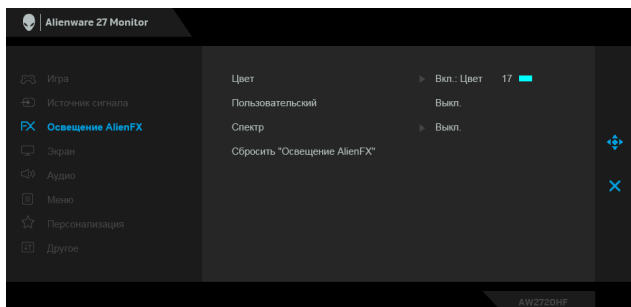 Alienware 27 Monitor
Игра
Источник сигнала
FX Освещение AlienFX
Экран
Аудио
Меню
Персонализация
Другое
Цвет Вкл.: Цвет 17
Пользовательский Выкл.
Спектр Выкл.
Сбросить "Освещение AlienFX"
AW2720HF